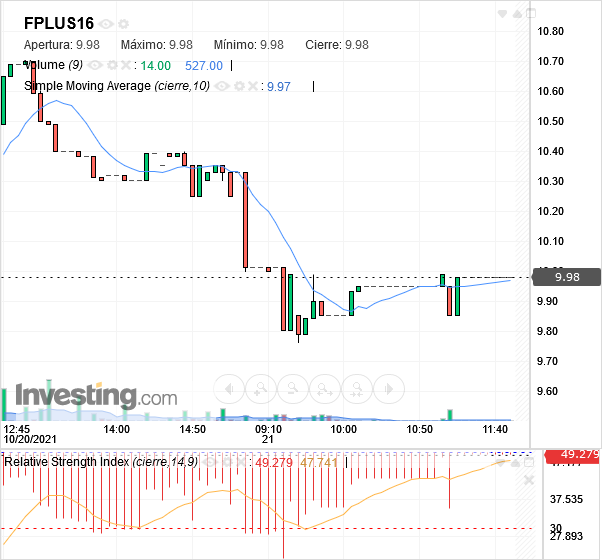 FPLUS16
Apertura: 9.98 Máximo: 9.98 Mínimo: 9.98 Cierre: 9.98
Volume (9) 14.00 527.00
Simple Moving Average (cierre,10) : 9.97
10.80
10.70
10.60
10.50
10.40
10.30
10.20
10.10
9.98
9.90
9.80
9.70
9.60
Investing.com
12:45 14:00 14:50 09:10 10:00 10:50 11:40
10/20/2021 21
Relative Strength Index (cierre,14,9) : 49.279 47.741
49.279
37.535
30
27.893